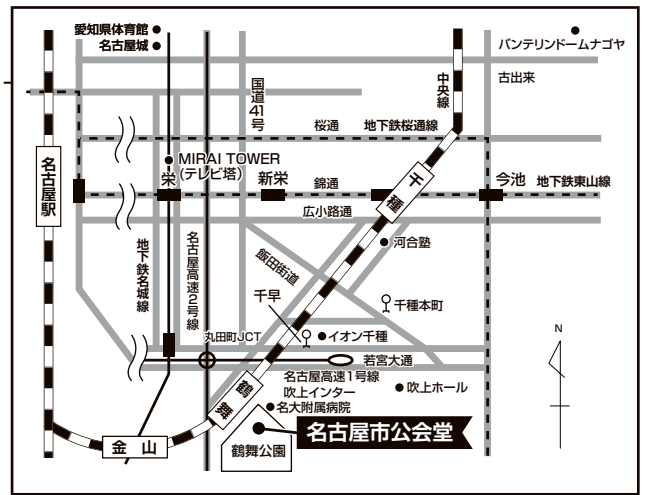 愛知県体育館
名古屋城
バンテリンドームナゴヤ
古出来
中央線
国道41号
桜通
地下鉄桜通線
MIRAI TOWER
(テレビ塔)
名古屋駅
栄
新栄
錦通
千種
今池
地下鉄東山線
広小路通
河合塾
地下鉄名城線
名古屋高速2号線
飯田街道
千早
千種本町
丸田町JCT
イオン千種
若宮大通
名古屋高速1号線
吹上インター
吹上ホール
鶴舞
名大附属病院
名古屋市公会堂
鶴舞公園
金山
N